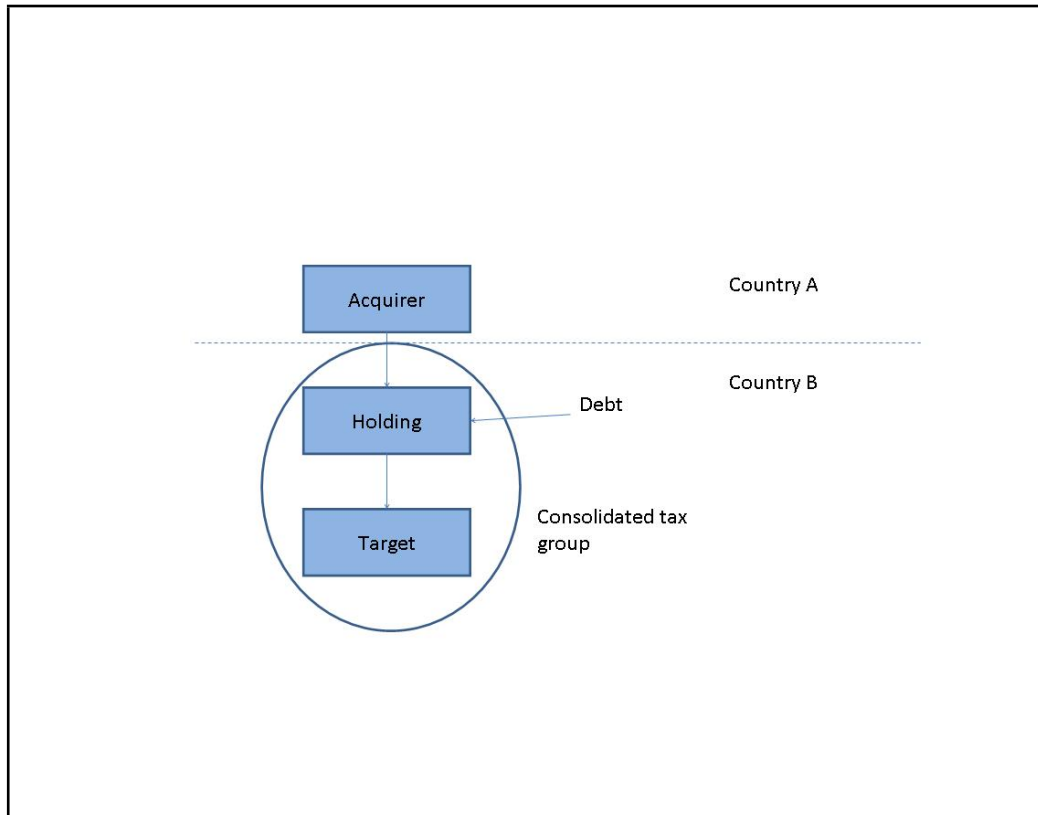 Acquirer
Country A
Country B
Holding
Debt
Target
Consolidated tax
group